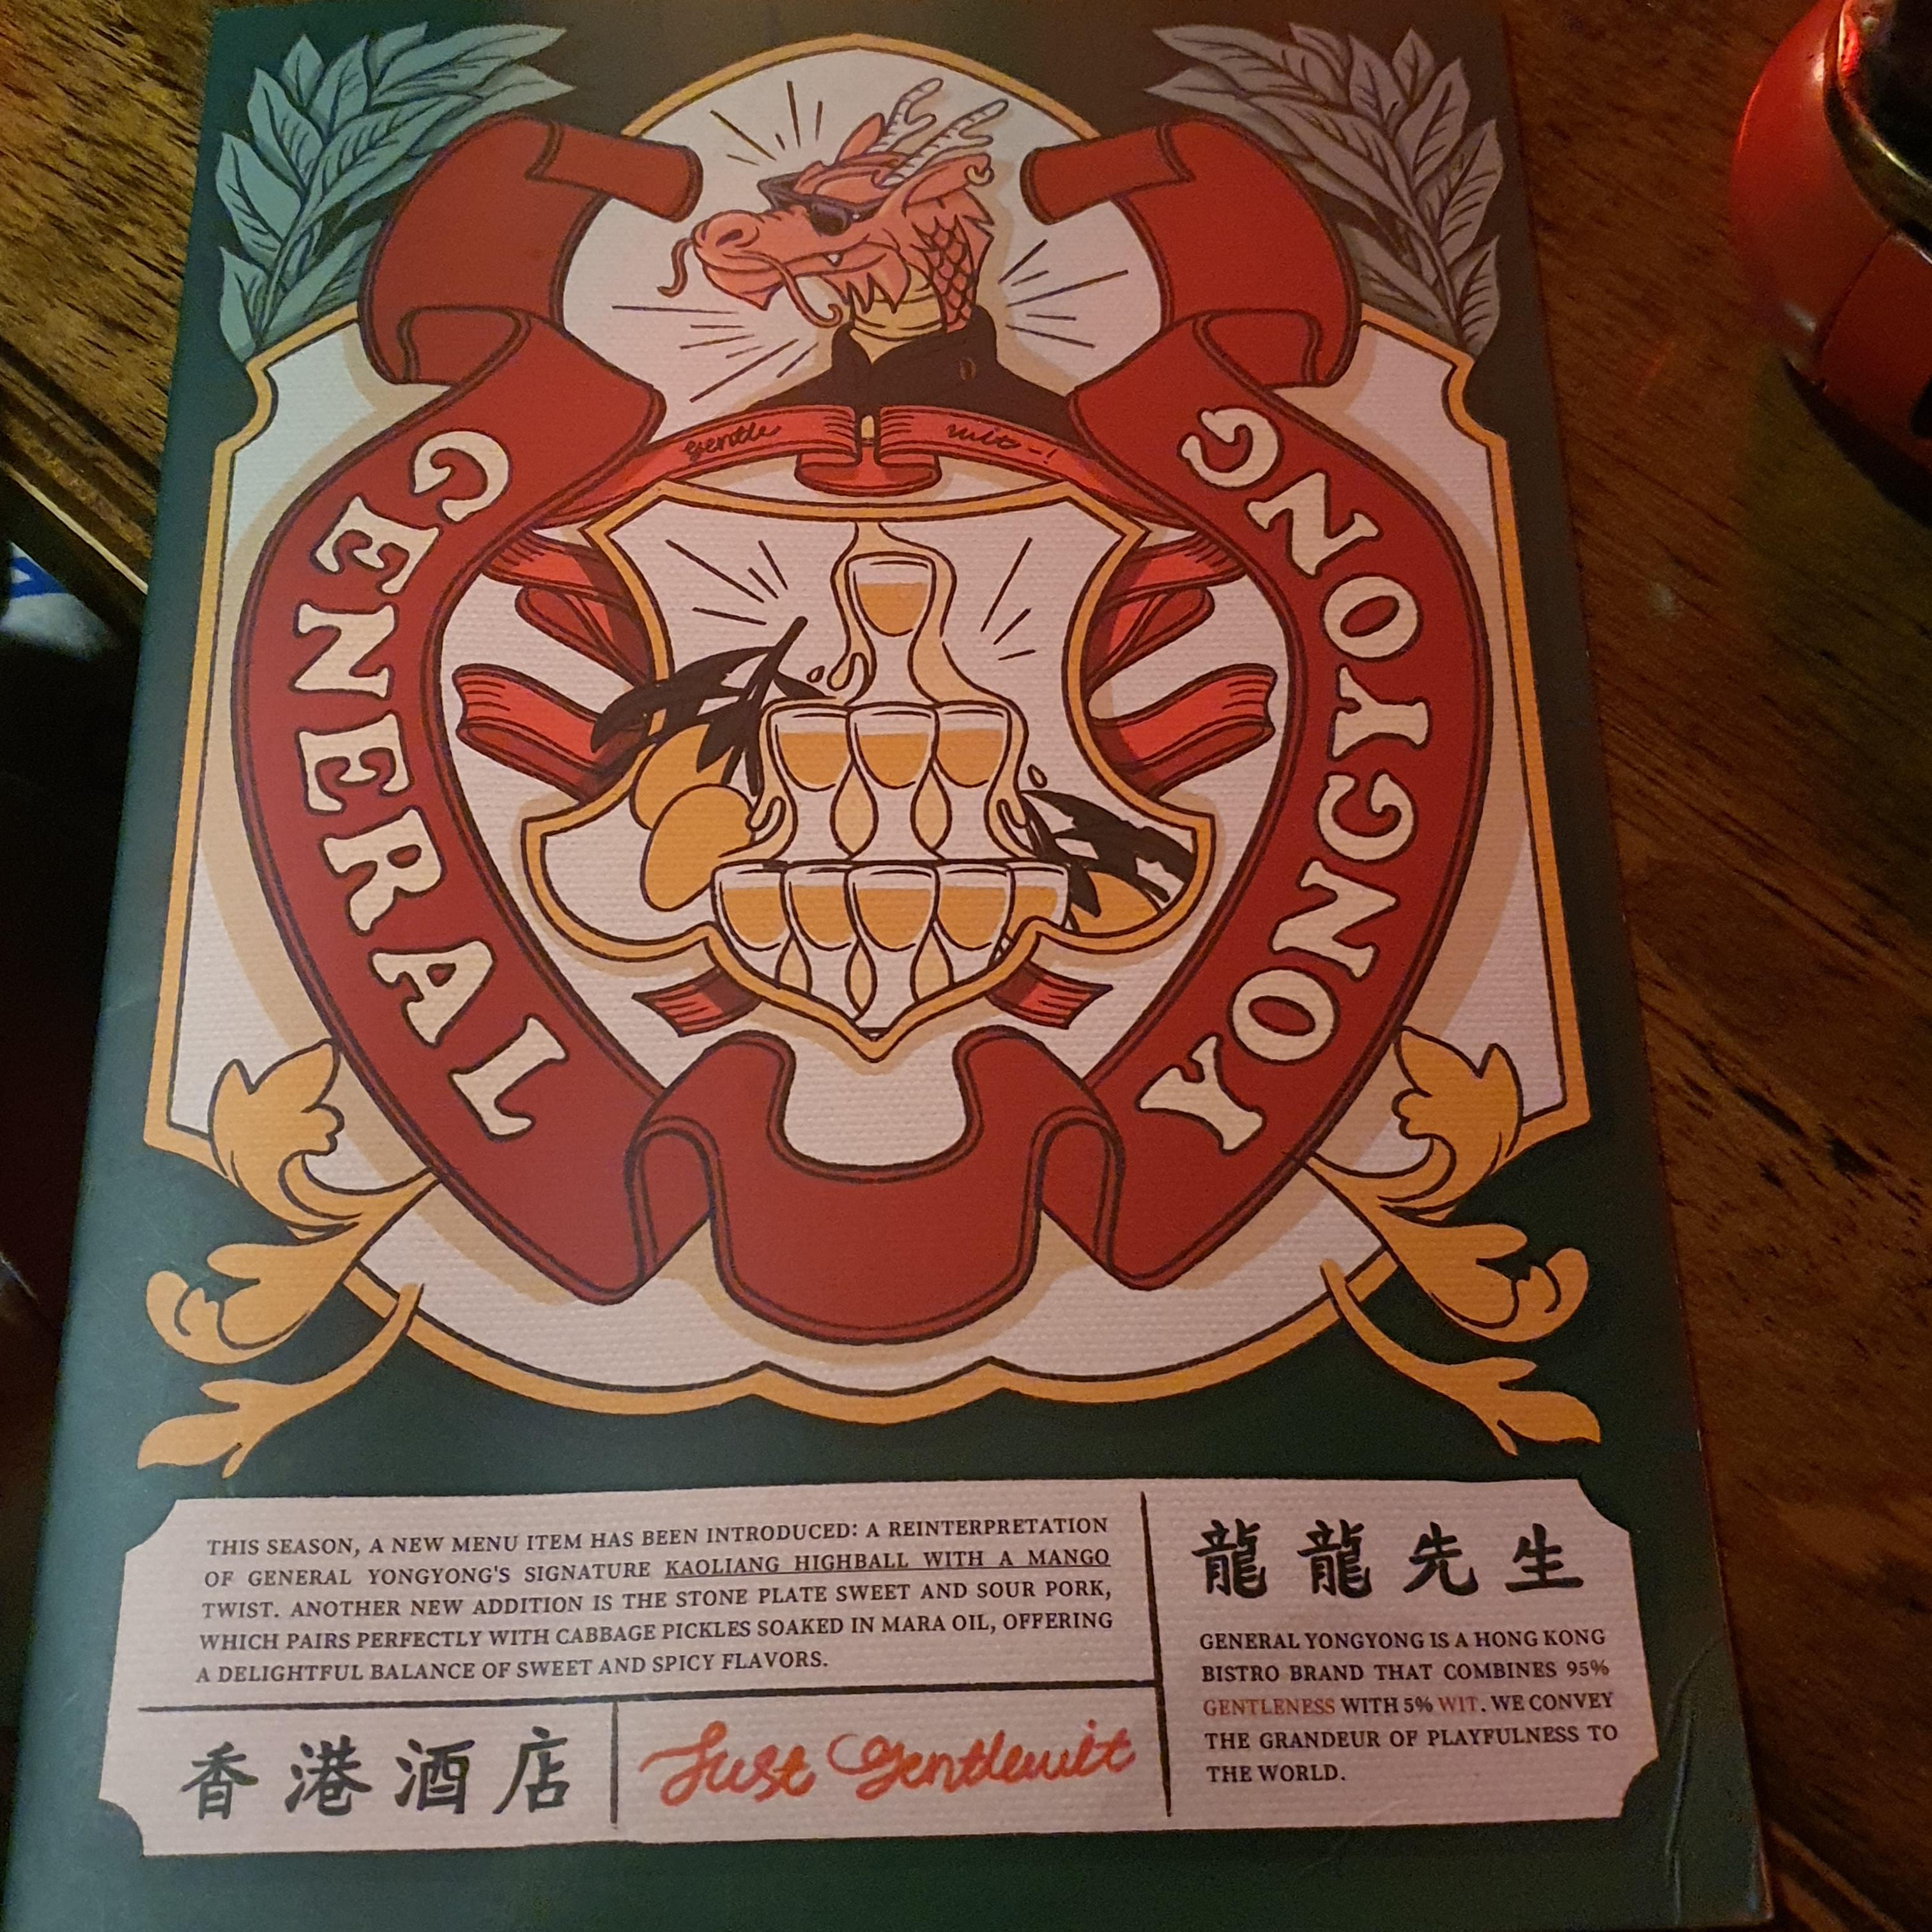 GENERAL
YONGYONG
Gentle wit-!
THIS SEASON, A NEW MENU ITEM HAS BEEN INTRODUCED: A REINTERPRETATION
OF GENERAL YONGYONG'S SIGNATURE KAOLIANG HIGHBALL WITH A MANGO
TWIST. ANOTHER NEW ADDITION IS THE STONE PLATE SWEET AND SOUR PORK,
WHICH PAIRS PERFECTLY WITH CABBAGE PICKLES SOAKED IN MARA OIL, OFFERING
A DELIGHTFUL BALANCE OF SWEET AND SPICY FLAVORS.
香港酒店
Just Gentlewit
龍龍先生
GENERAL YONGYONG IS A HONG KONG
BISTRO BRAND THAT COMBINES 95%
GENTLENESS WITH 5% WIT. WE CONVEY
THE GRANDEUR OF PLAYFULNESS TO
THE WORLD.